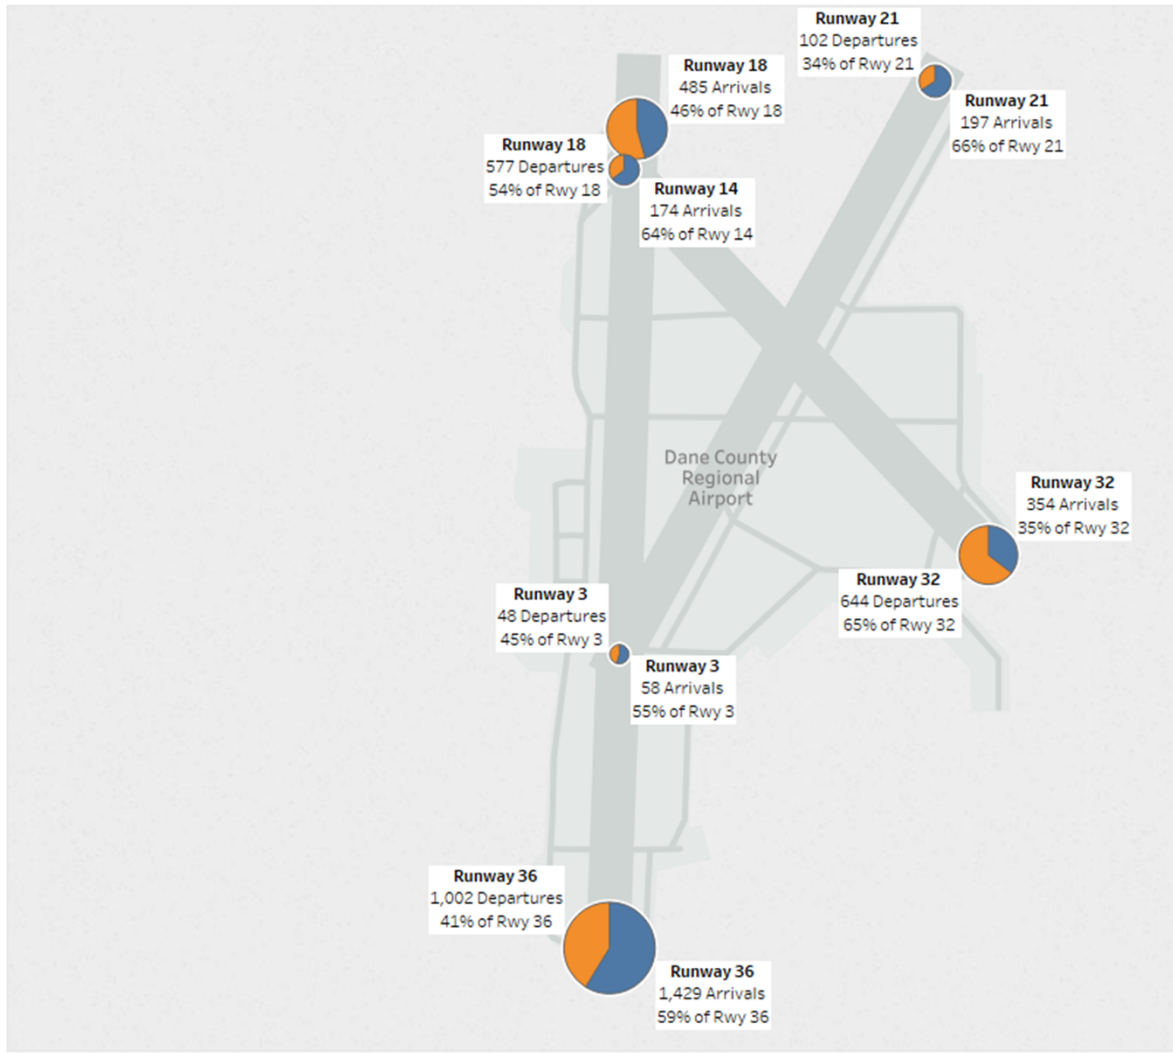 Runway 21
102 Departures
34% of Rwy 21
Runway 18
485 Arrivals
46% of Rwy 18
Runway 21
197 Arrivals
66% of Rwy 21
Runway 18
577 Departures
54% of Rwy 18
Runway 14
174 Arrivals
64% of Rwy 14
Dane County
Regional
Airport
Runway 32
354 Arrivals
35% of Rwy 32
Runway 32
644 Departures
65% of Rwy 32
Runway 3
48 Departures
45% of Rwy 3
Runway 3
58 Arrivals
55% of Rwy 3
Runway 36
1,002 Departures
41% of Rwy 36
Runway 36
1,429 Arrivals
59% of Rwy 36